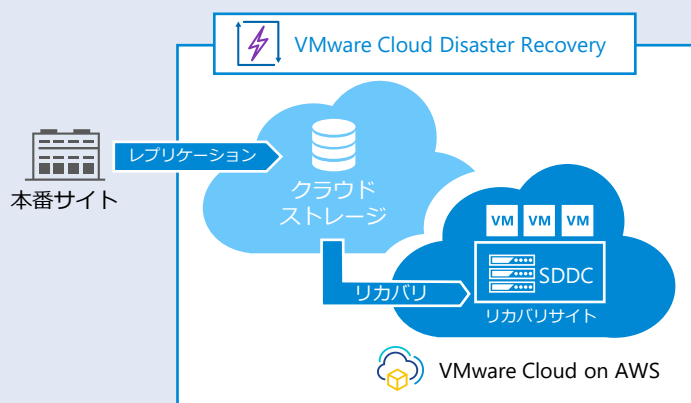 VMware Cloud Disaster Recovery
レプリケーション
本番サイト
クラウド
ストレージ
VM VM VM
SDDC
リカバリ
リカバリサイト
VMware Cloud on AWS